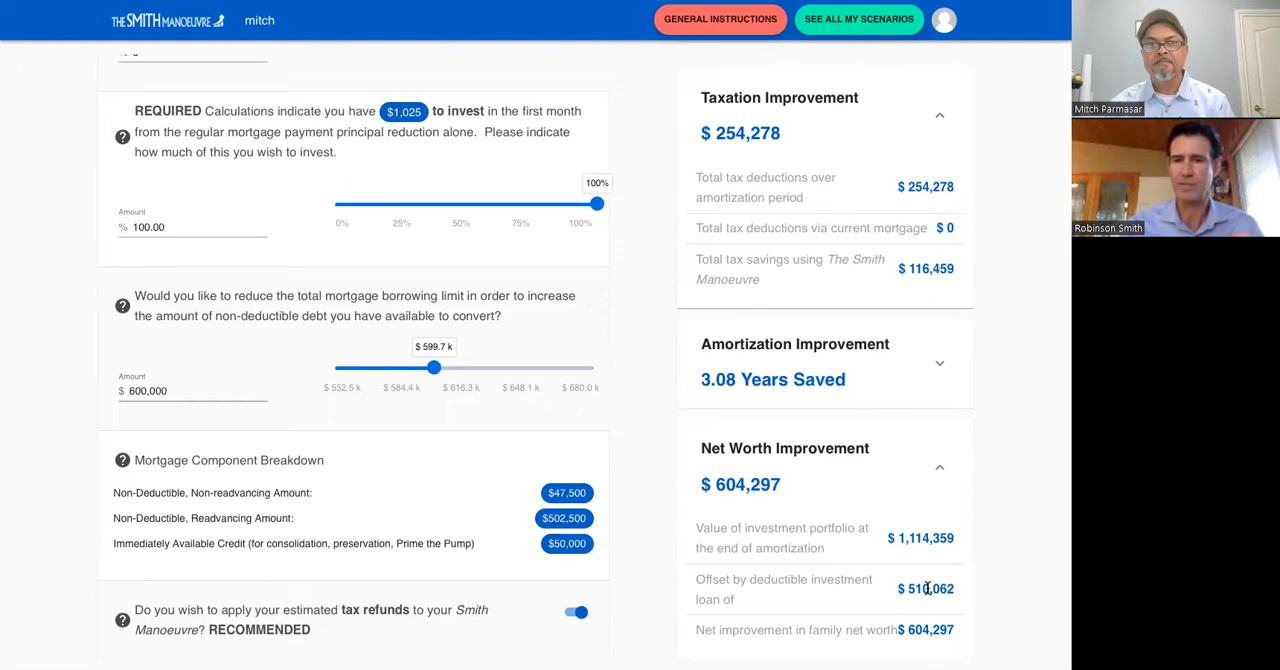 THE SMITH MANOEUVRE
mitch
GENERAL INSTRUCTIONS
SEE ALL MY SCENARIOS
REQUIRED Calculations indicate you have $1,025 to invest in the first month
from the regular mortgage payment principal reduction alone. Please indicate
how much of this you wish to invest.
100%
Amount
% 100.00
0% 25% 50% 75% 100%
Would you like to reduce the total mortgage borrowing limit in order to increase
the amount of non-deductible debt you have available to convert?
$ 599.7 k
Amount
$ 600,000
$ 552.5 k $ 584.4 k $ 616.3 k $ 648.1 k $ 680.0 k
Mortgage Component Breakdown
Non-Deductible, Non-readvancing Amount: $47,500
Non-Deductible, Readvancing Amount: $502,500
Immediately Available Credit (for consolidation, preservation, Prime the Pump) $50,000
Do you wish to apply your estimated tax refunds to your Smith
Manoeuvre? RECOMMENDED
Taxation Improvement
$ 254,278
Total tax deductions over
amortization period $ 254,278
Total tax deductions via current mortgage $ 0
Total tax savings using The Smith
Manoeuvre $ 116,459
Amortization Improvement
3.08 Years Saved
Net Worth Improvement
$ 604,297
Value of investment portfolio at
the end of amortization $ 1,114,359
Offset by deductible investment
loan of $ 510,062
Net improvement in family net worth $ 604,297
Mitch Parmasar
Robinson Smith